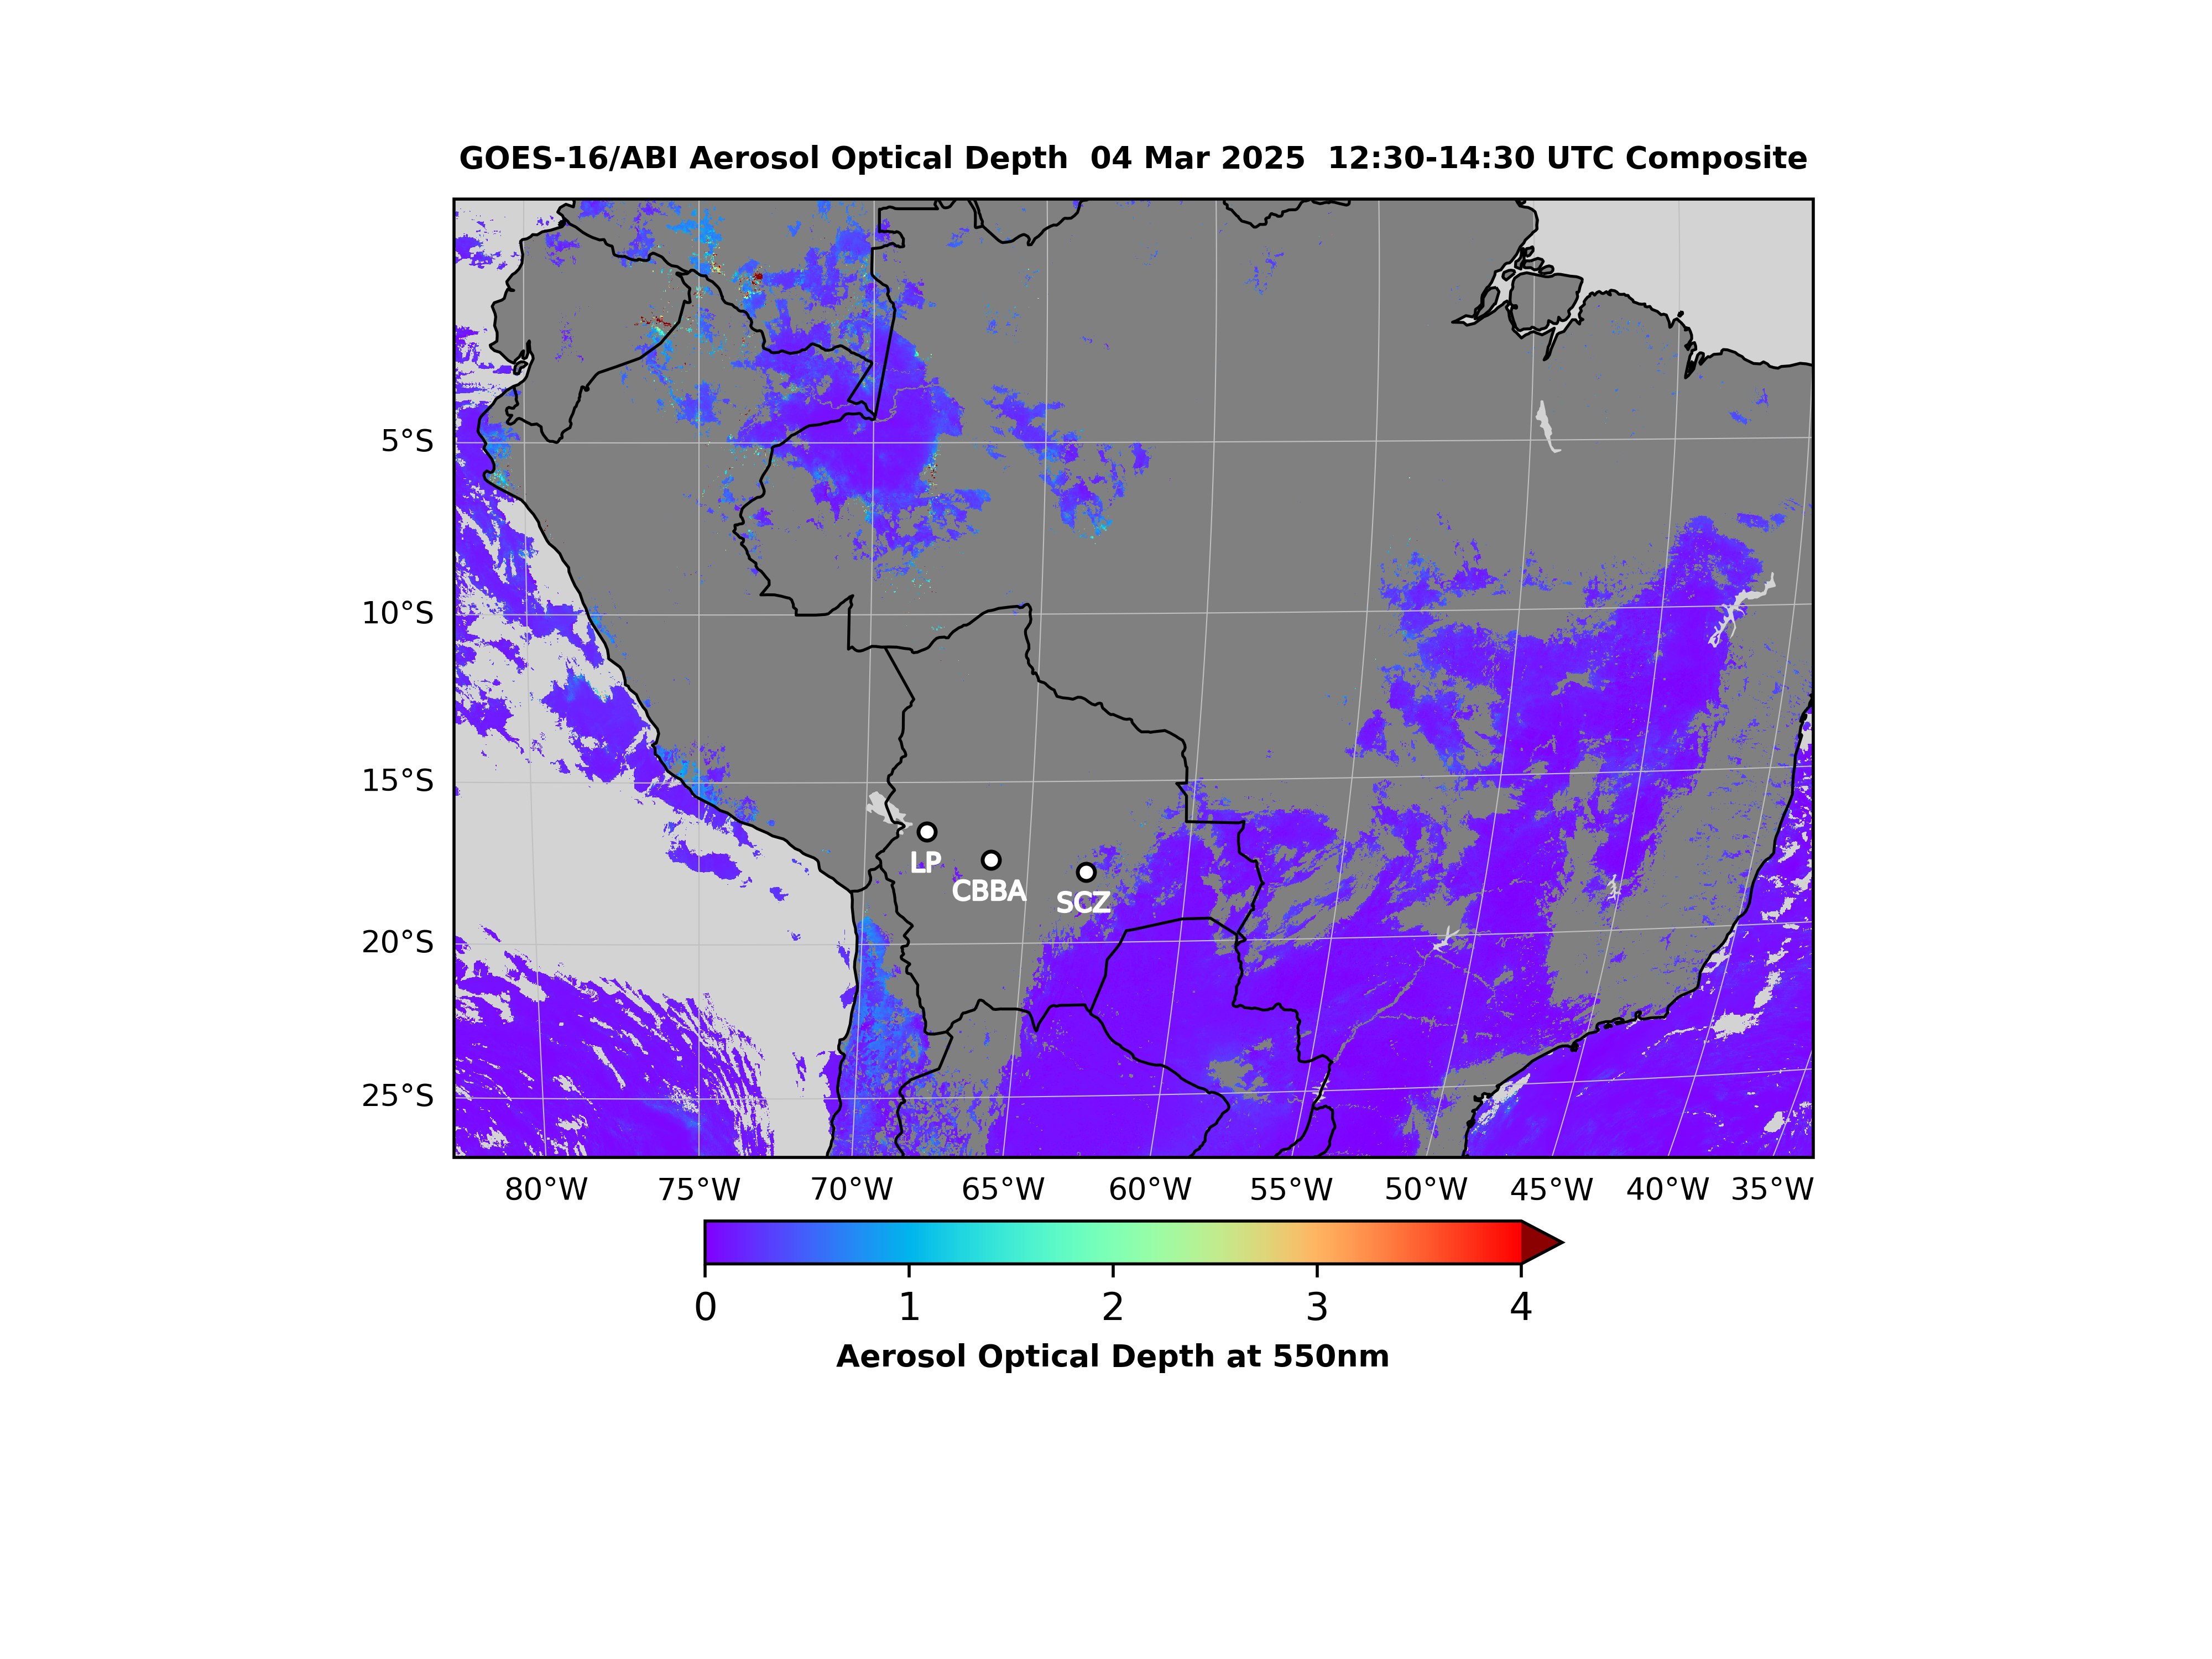 GOES-16/ABI Aerosol Optical Depth  04 Mar 2025  12:30-14:30 UTC Composite
5°S
10°S
15°S
20°S
25°S
LP
CBBA
SCZ
80°W 75°W 70°W 65°W 60°W 55°W 50°W 45°W 40°W 35°W
0 1 2 3 4
Aerosol Optical Depth at 550nm